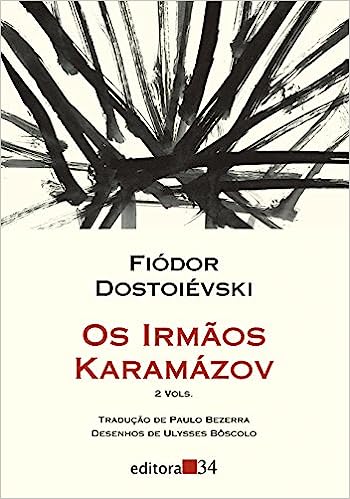 FIÓDOR
DOSTOIÉVSKI
OS IRMÃOS
KARAMÁZOV
2 VOLS.
TRADUÇÃO DE PAULO BEZERRA
DESENHOS DE ULYSSES BÔSCOLO
editora 34